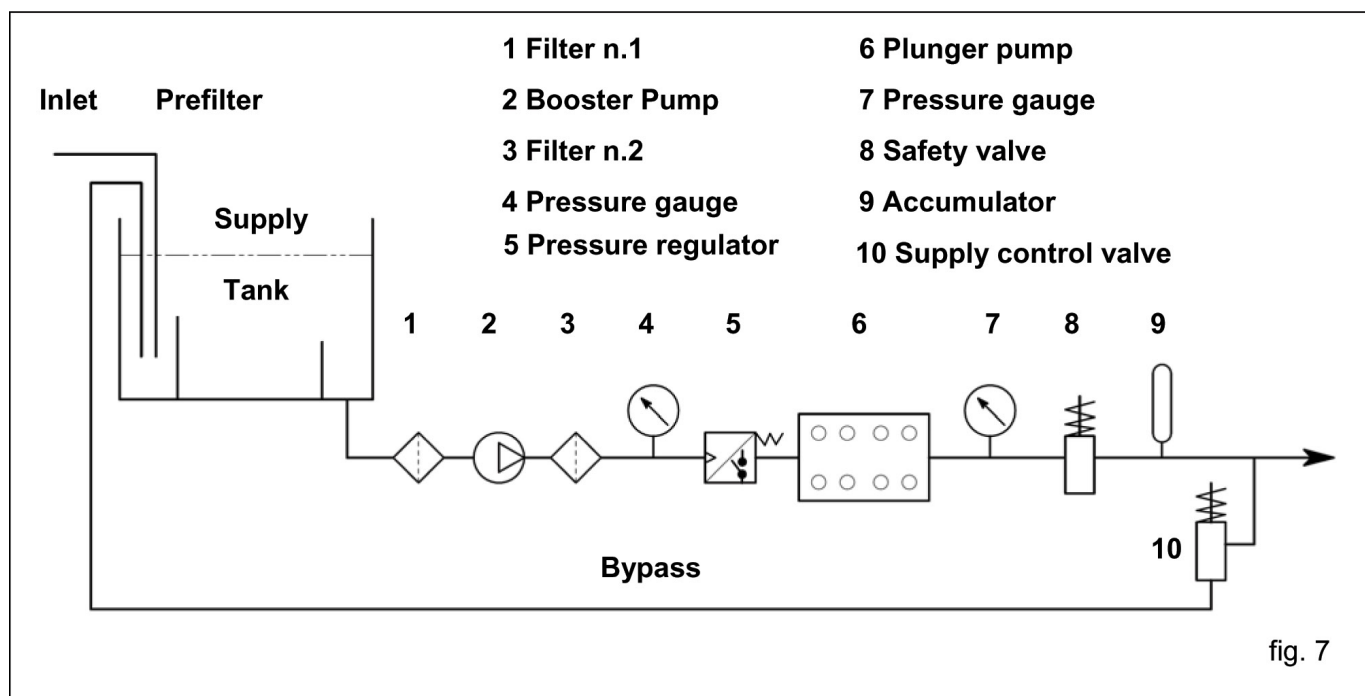 1 Filter n.1
6 Plunger pump
Inlet
Prefilter
2 Booster Pump
7 Pressure gauge
3 Filter n.2
8 Safety valve
4 Pressure gauge
9 Accumulator
5 Pressure regulator
10 Supply control valve
Supply
Tank
1 2 3 4 5 6 7 8 9
10
Bypass
fig. 7